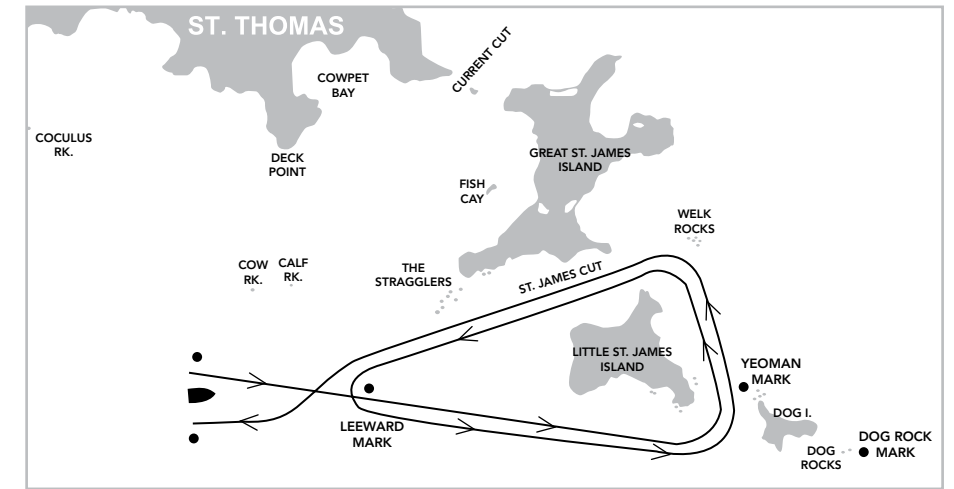 ST. THOMAS
CURRENT CUT
COWPET
BAY
COCULUS
RK.
DECK
POINT
GREAT ST. JAMES
ISLAND
FISH
CAY
WELK
ROCKS
COW
RK.
CALF
RK.
THE
STRAGGLERS
ST. JAMES CUT
LITTLE ST. JAMES
ISLAND
YEOMAN
MARK
LEEWARD
MARK
DOG I.
DOG ROCK
MARK
DOG
ROCKS